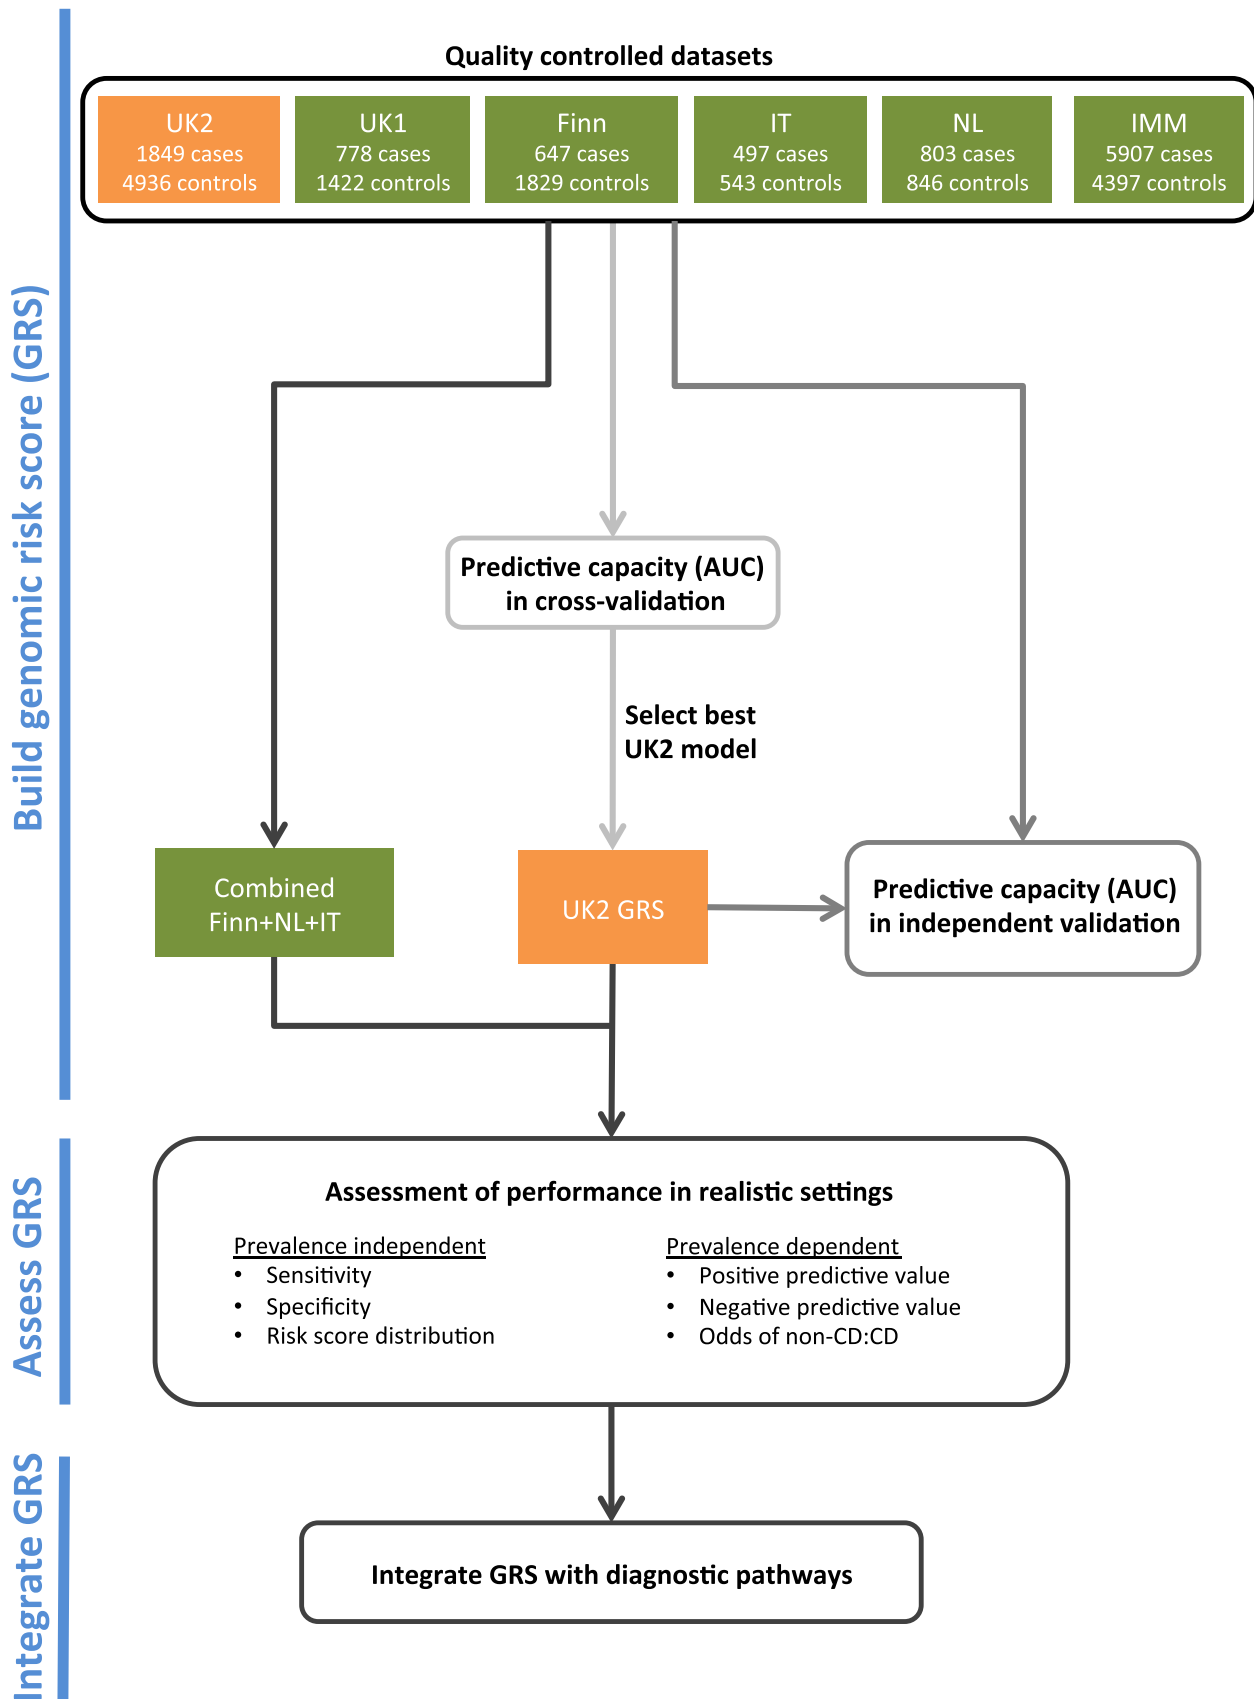 Quality controlled datasets
UK2
1849 cases
4936 controls
UK1
778 cases
1422 controls
Finn
647 cases
1829 controls
IT
497 cases
543 controls
NL
803 cases
846 controls
IMM
5907 cases
4397 controls
Build genomic risk score (GRS)
Predictive capacity (AUC)
in cross-validation
Select best
UK2 model
Combined
Finn+NL+IT
UK2 GRS
Predictive capacity (AUC)
in independent validation
Assess GRS
Assessment of performance in realistic settings
Prevalence independent
• Sensitivity
• Specificity
• Risk score distribution
Prevalence dependent
• Positive predictive value
• Negative predictive value
• Odds of non-CD:CD
Integrate GRS
Integrate GRS with diagnostic pathways